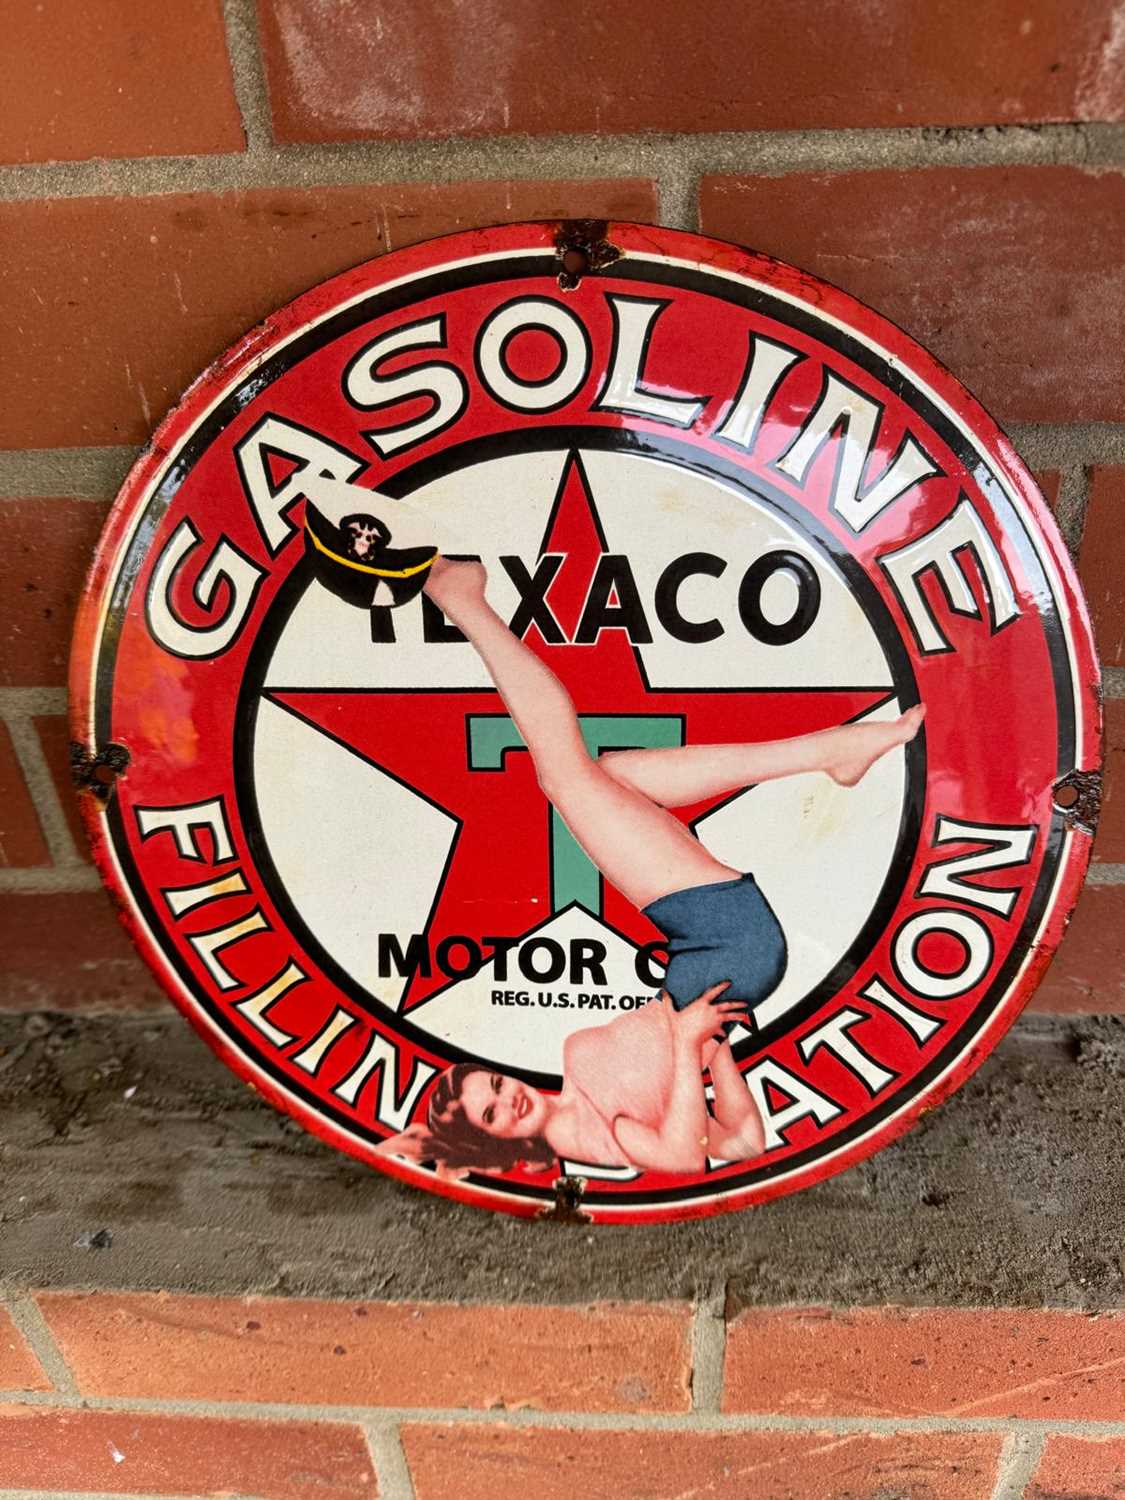 GASOLINE
TEXACO
T
MOTOR O
REG. U.S. PAT. OFF
FILLIN ATION